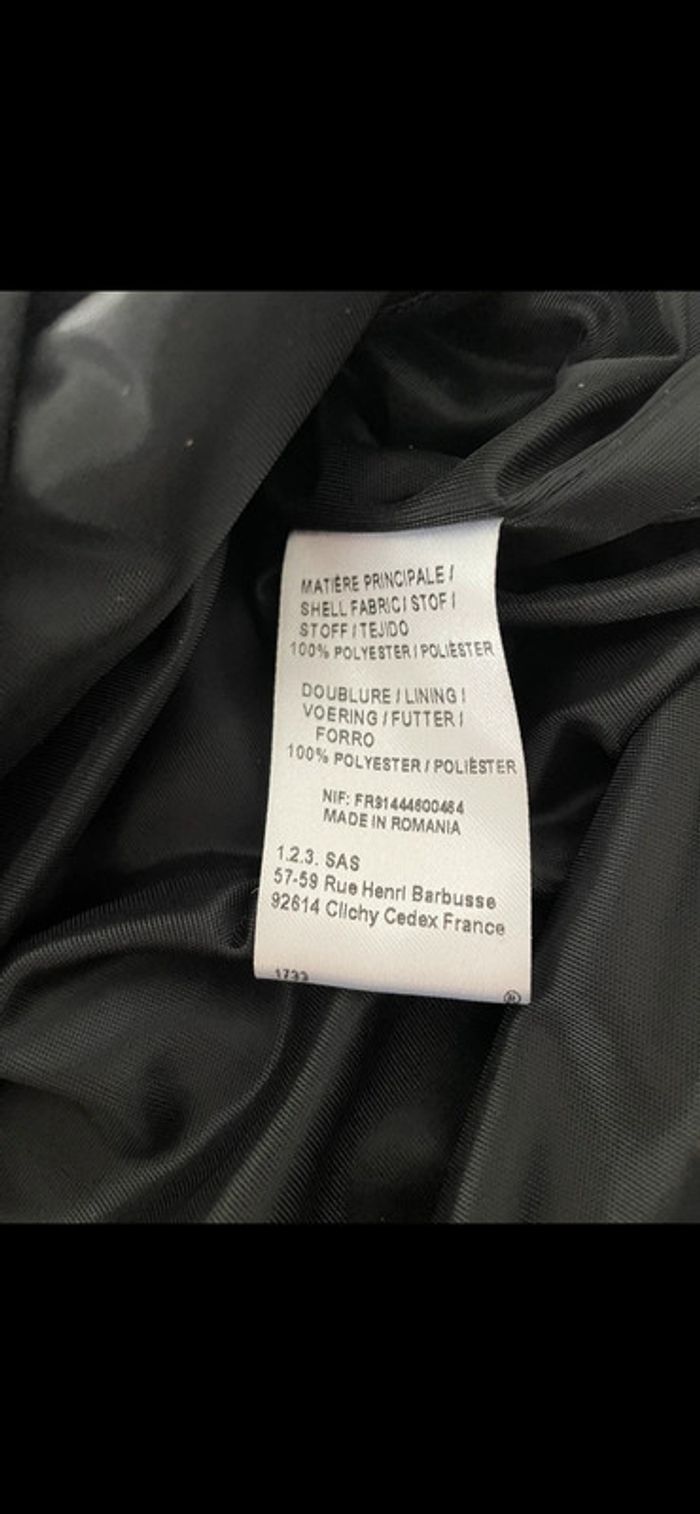 MATIÈRE PRINCIPALE /
SHELL FABRIC / STOF /
STOFF / TEJIDO
100% POLYESTER / POLIÈSTER
DOUBLURE / LINING /
VOERING / FUTTER /
FORRO
100% POLYESTER / POLIÈSTER
NIF: FR91444600464
MADE IN ROMANIA
1.2.3. SAS
57-59 Rue Henri Barbusse
92614 Clichy Cedex France
1733